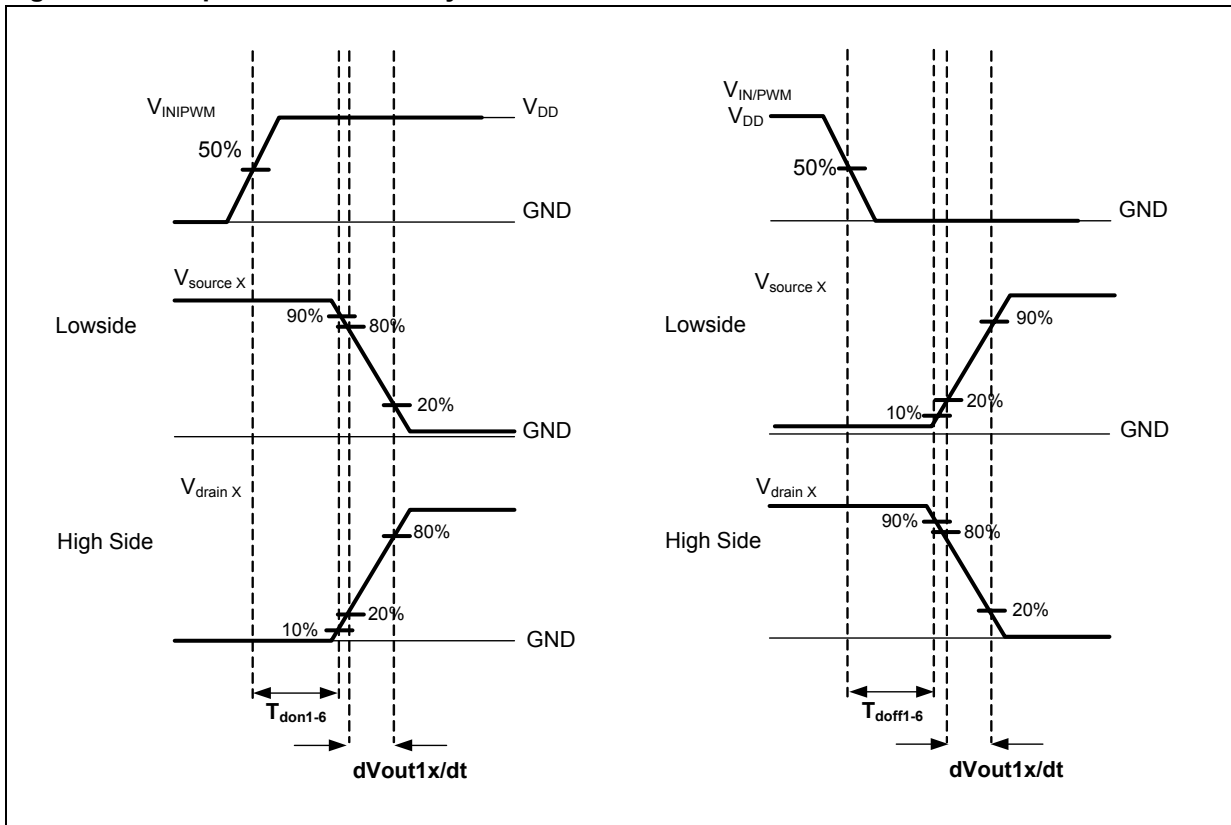 V_INIPWM
V_DD
50%
GND
V_source X
Lowside
90%
80%
20%
GND
V_drain X
High Side
80%
20%
10%
GND
T_don1-6
dVout1x/dt
V_IN/PWM
V_DD
50%
GND
V_source X
Lowside
90%
20%
10%
GND
V_drain X
High Side
90%
80%
20%
T_doff1-6
dVout1x/dt